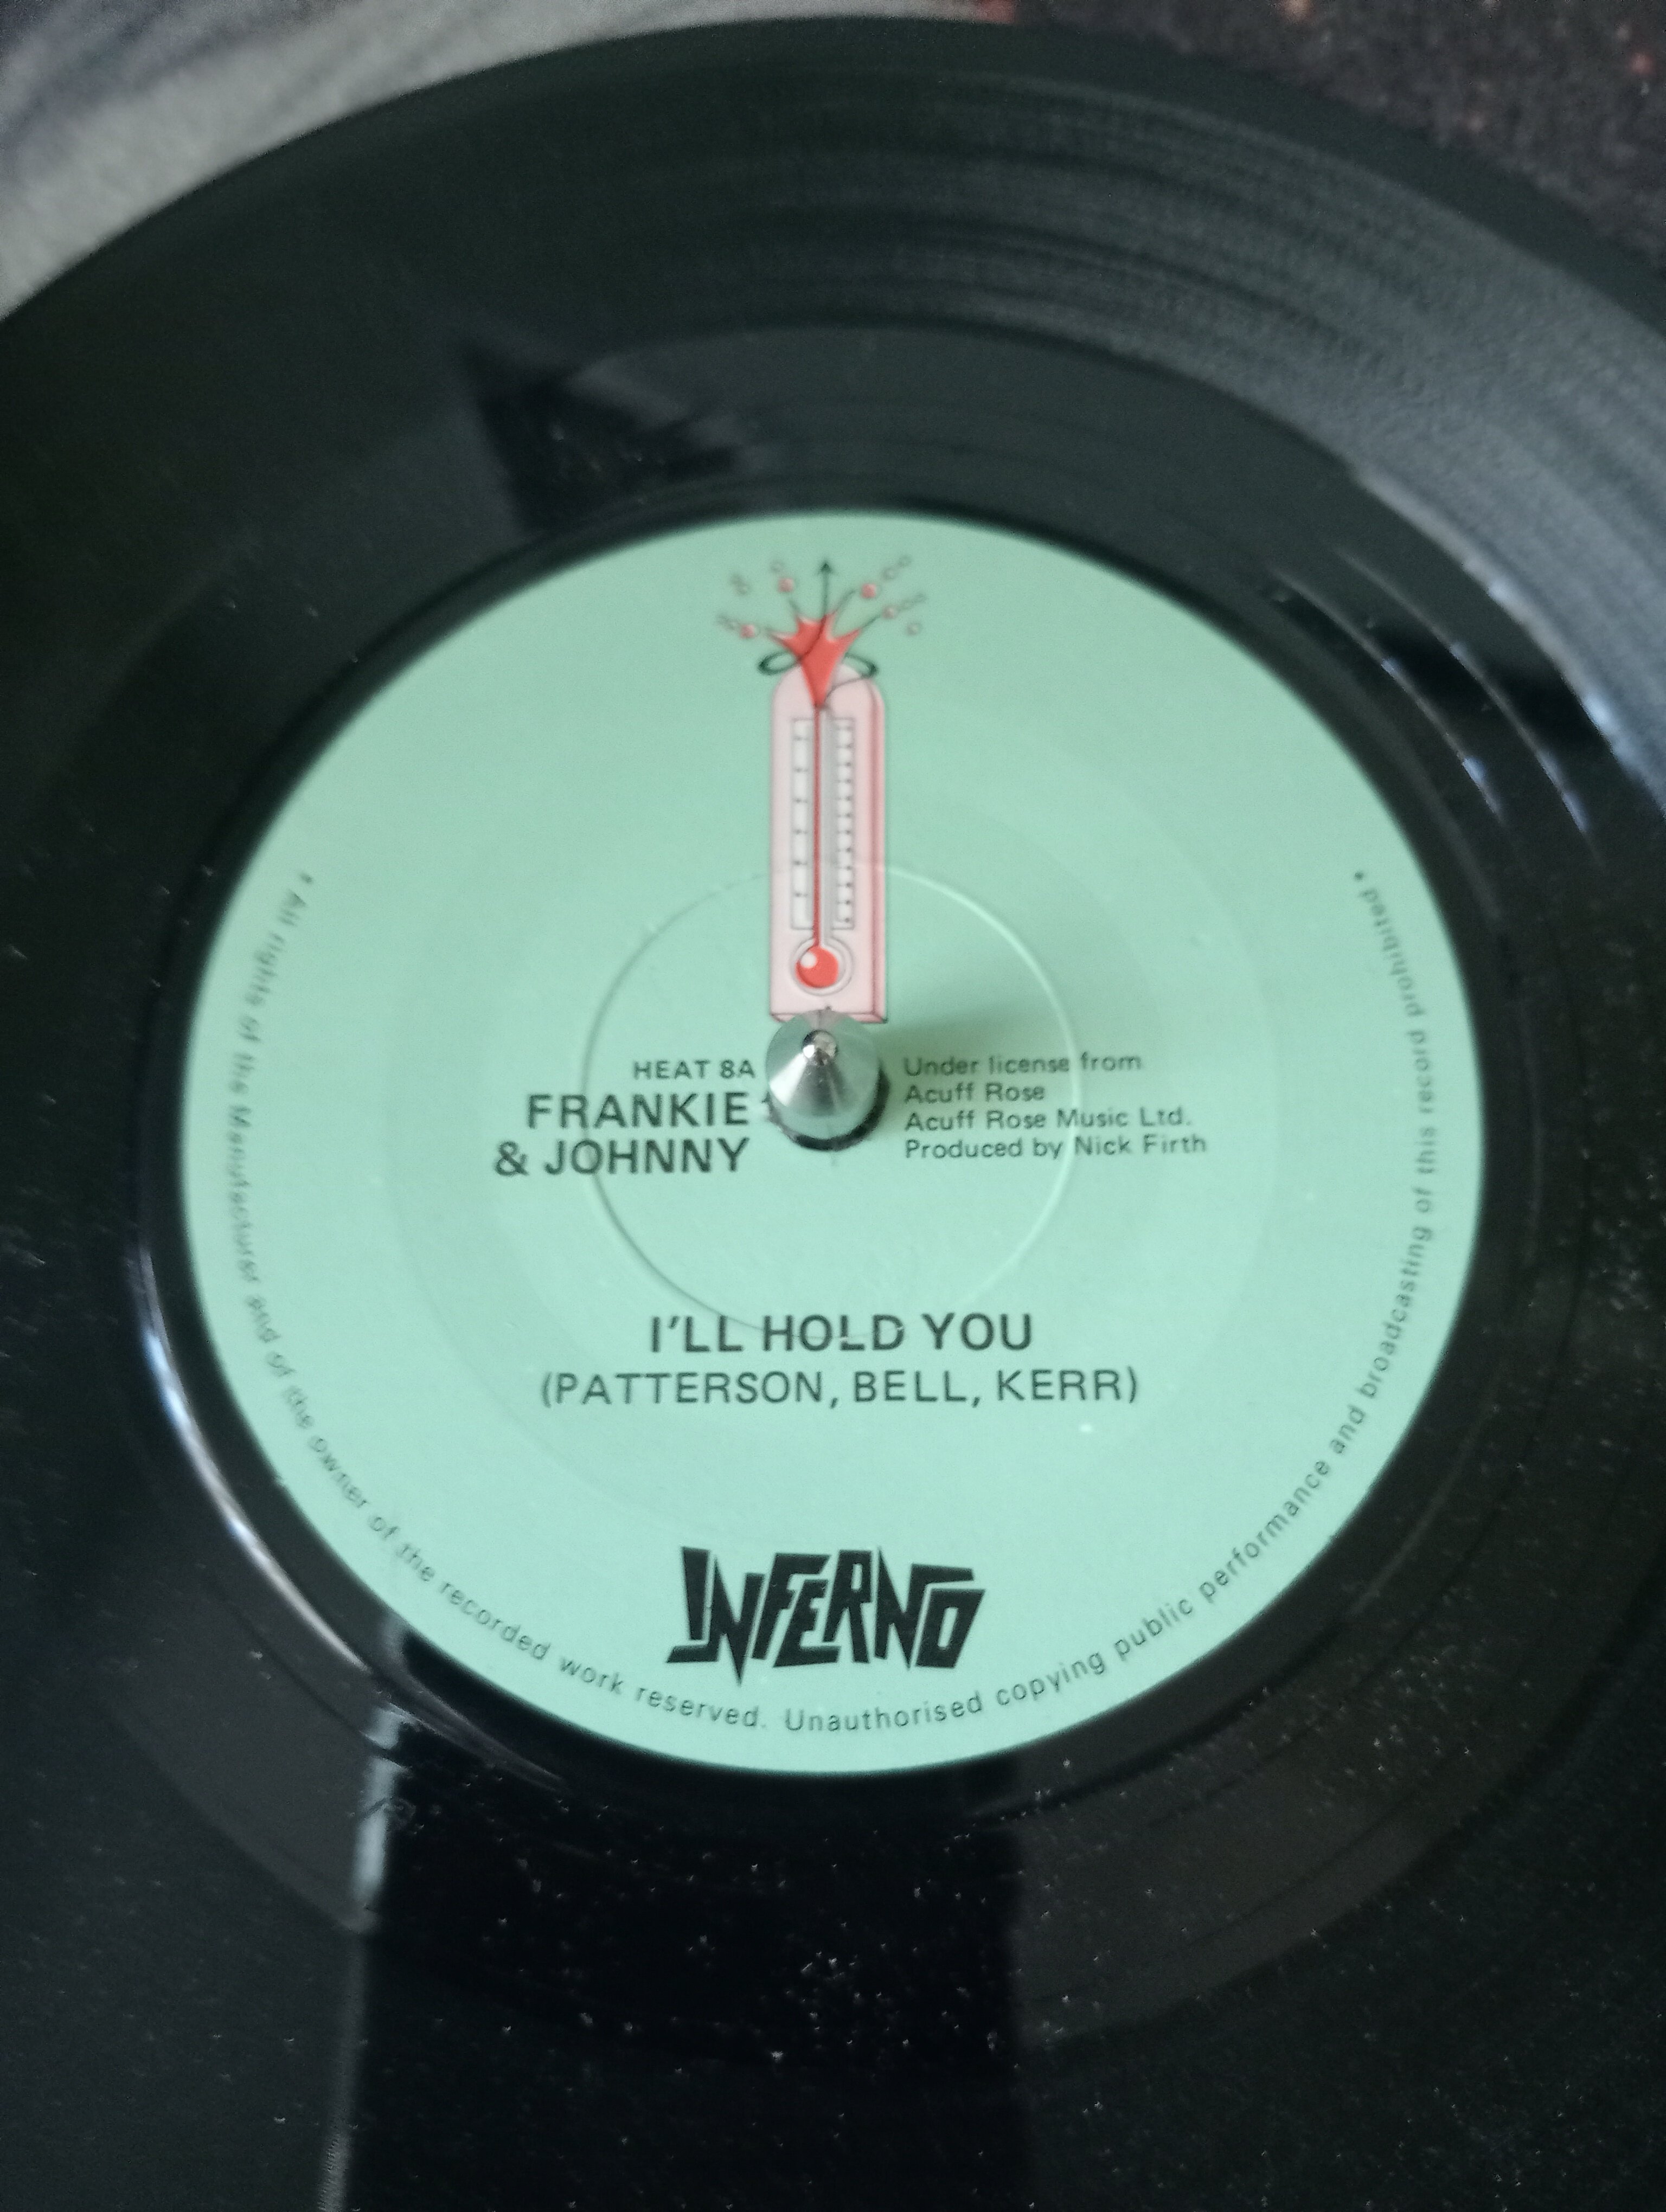 HEAT 8A
FRANKIE
& JOHNNY
Under license from
Acuff Rose
Acuff Rose Music Ltd.
Produced by Nick Firth
I'LL HOLD YOU
(PATTERSON, BELL, KERR)
INFERNO
• All rights of the Manufacturer and of the owner of the recorded work reserved. Unauthorised copying public performance and broadcasting of this record prohibited •